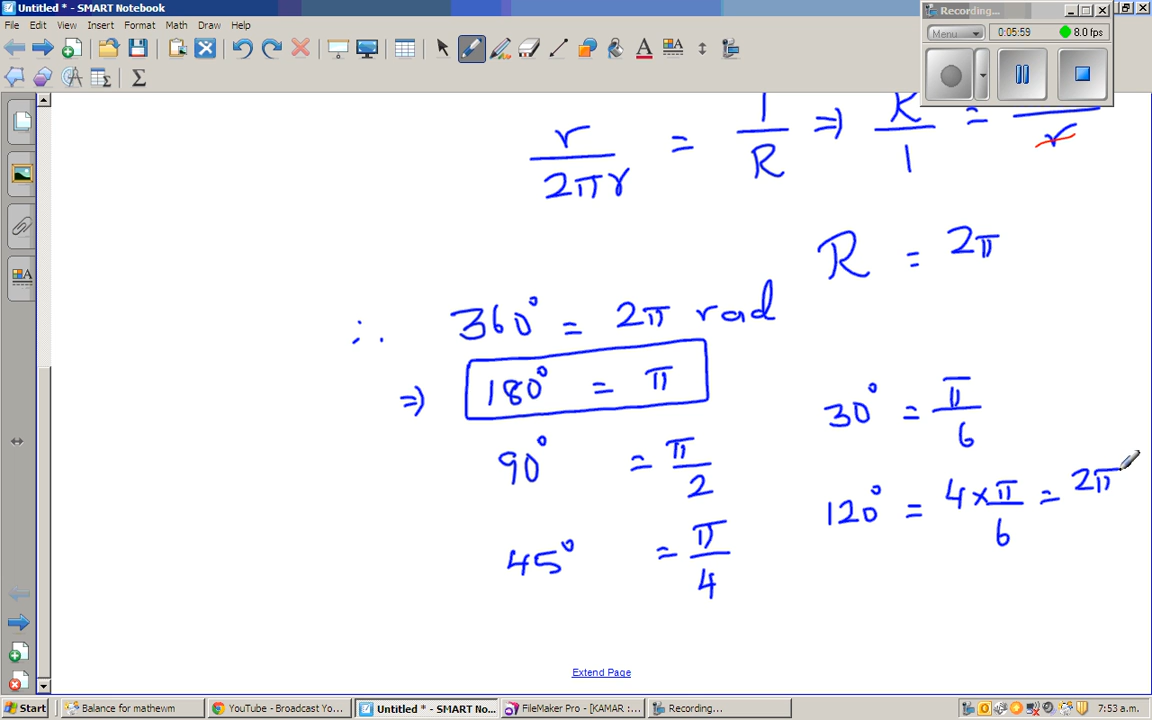 Untitled * - SMART Notebook
Recording...
File Edit View Insert Format Math Draw Help
Menu 0:05:59 8.0 fps
r/2πr = 1/R ⇒ R/1 = /r
R = 2π
∴ 360° = 2π rad
⇒ 180° = π
30° = π/6
90° = π/2
120° = 4×π/6 = 2π
45° = π/4
Extend Page
Start Balance for mathewm YouTube - Broadcast Yo... Untitled * - SMART No... FileMaker Pro - [KAMAR :... Recording... 7:53 a.m.